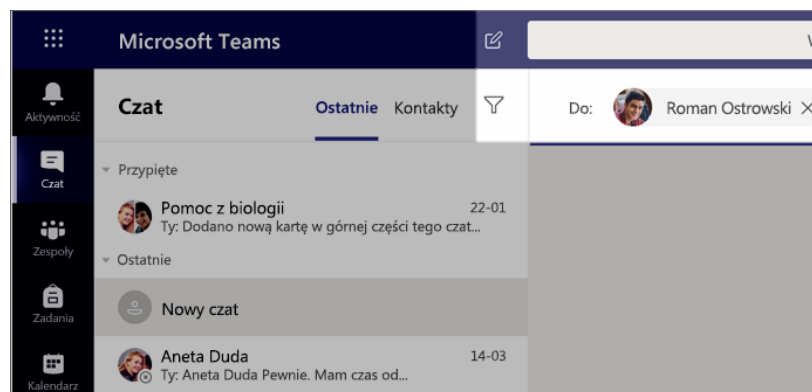 Microsoft Teams
Aktywność
Czat
Zespoły
Zadania
Kalendarz
Czat
Ostatnie
Kontakty
Do:
Roman Ostrowski
Przypięte
Pomoc z biologii
22-01
Ty: Dodano nową kartę w górnej części tego czat...
Ostatnie
Nowy czat
Aneta Duda
14-03
Ty: Aneta Duda Pewnie. Mam czas od...